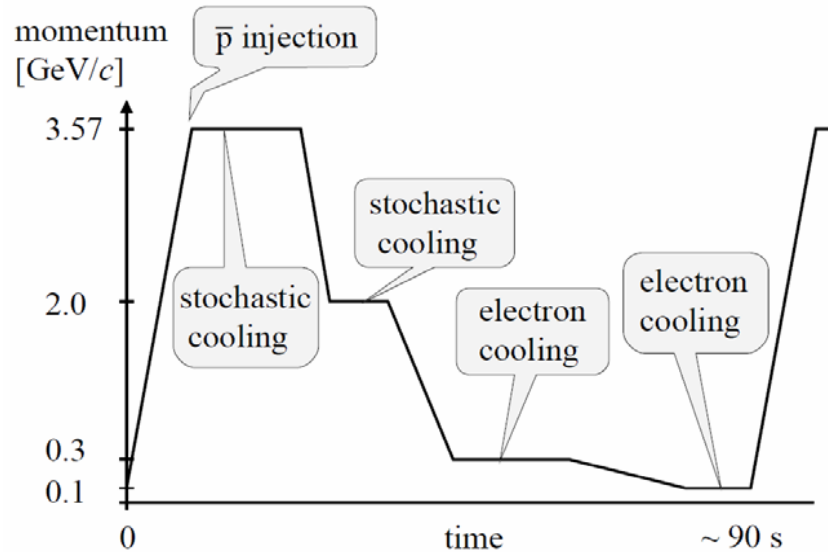 momentum
[GeV/c]
p̅ injection
3.57
stochastic
cooling
stochastic
cooling
2.0
electron
cooling
electron
cooling
0.3
0.1
0
time
~ 90 s